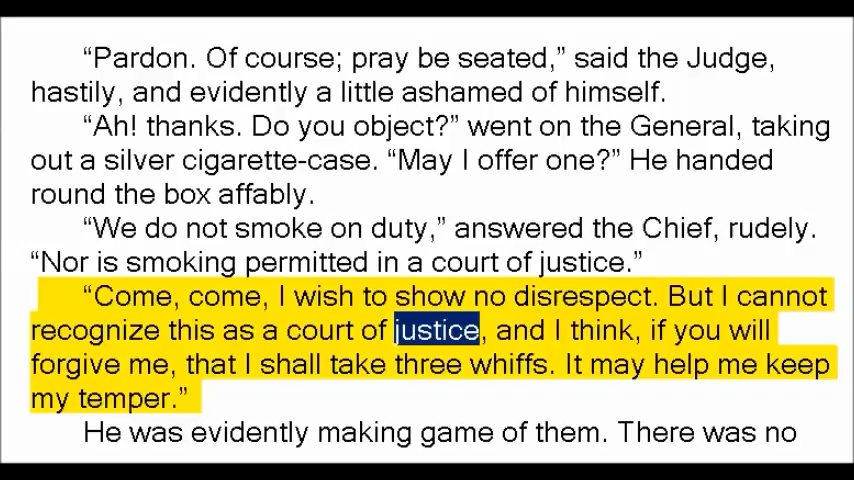 “Pardon. Of course; pray be seated,” said the Judge,
hastily, and evidently a little ashamed of himself.
“Ah! thanks. Do you object?” went on the General, taking
out a silver cigarette-case. “May I offer one?” He handed
round the box affably.
“We do not smoke on duty,” answered the Chief, rudely.
“Nor is smoking permitted in a court of justice.”
“Come, come, I wish to show no disrespect. But I cannot
recognize this as a court of justice, and I think, if you will
forgive me, that I shall take three whiffs. It may help me keep
my temper.”
He was evidently making game of them. There was no